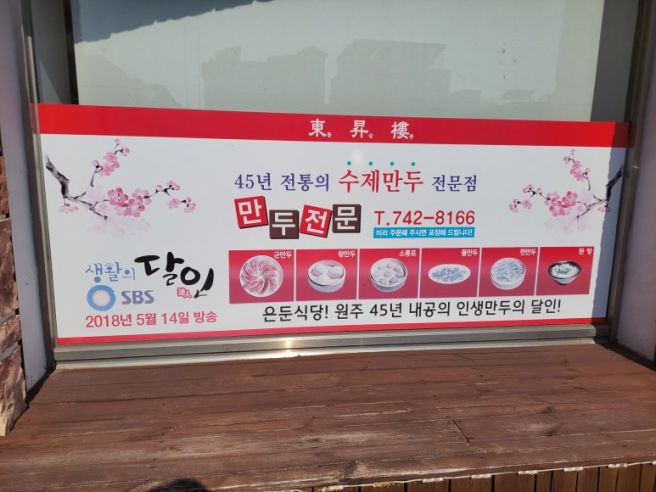 東동 昇승 樓루
45년 전통의 수제만두 전문점
만두전문 T.742-8166
미리 주문해 주시면 포장해 드립니다!
생활의 달인
SBS
2018년 5월 14일 방송
군만두 왕만두 소룡포 물만두 찐만두 완탕
은둔식당! 원주 45년 내공의 인생만두의 달인!